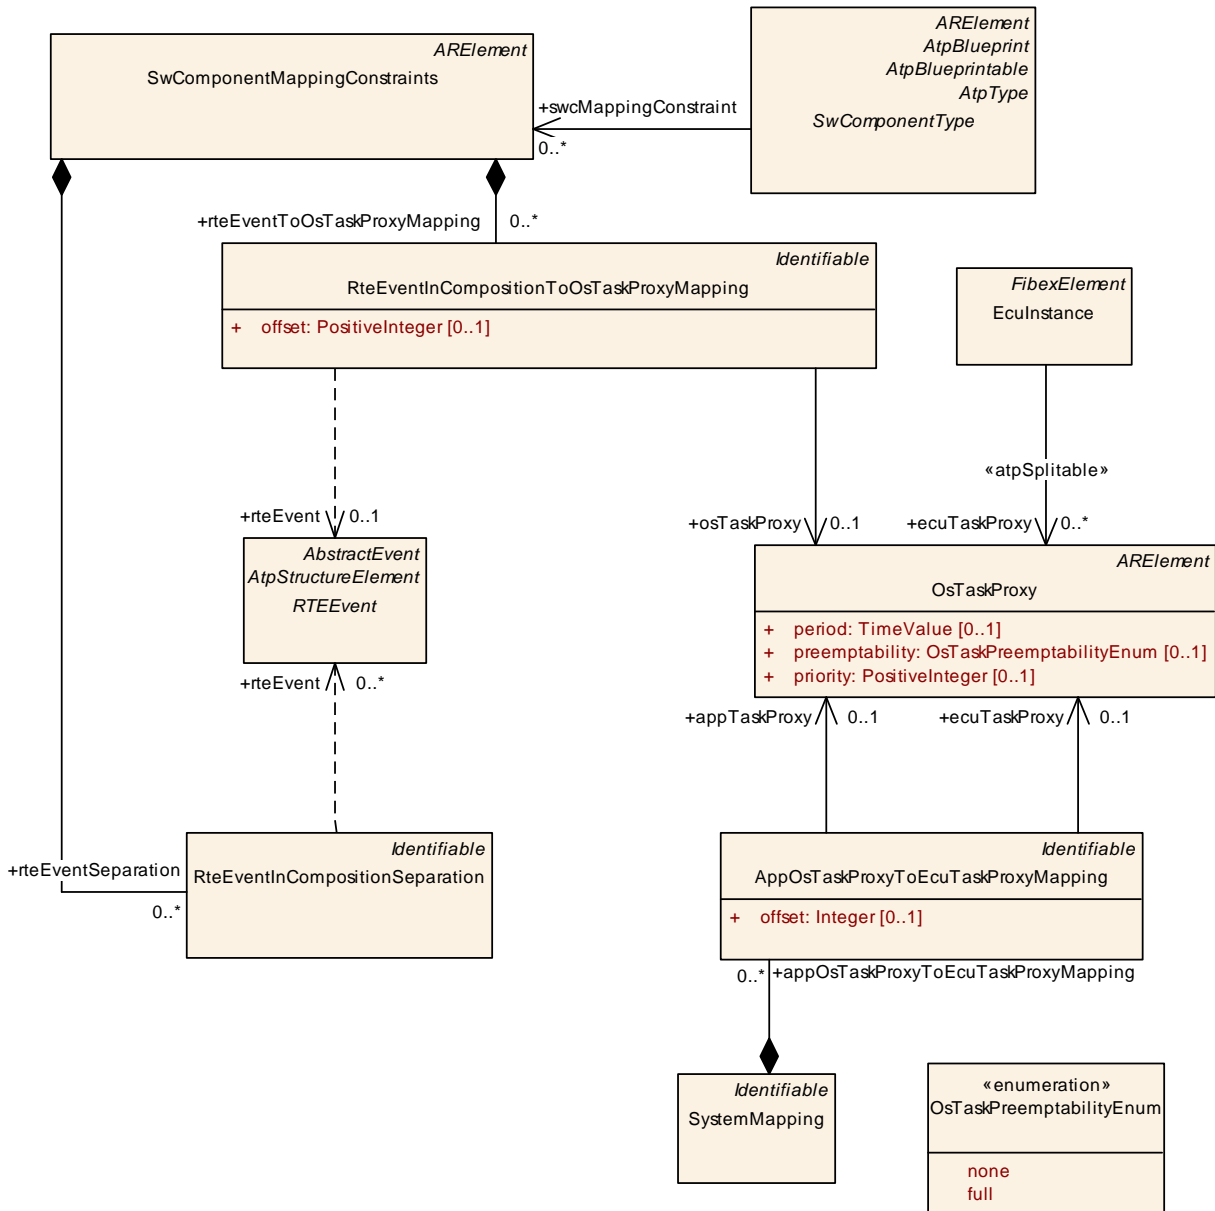 ARElement
SwComponentMappingConstraints
ARElement
AtpBlueprint
AtpBlueprintable
AtpType
SwComponentType
+swcMappingConstraint
0..*
+rteEventToOsTaskProxyMapping
0..*
Identifiable
RteEventInCompositionToOsTaskProxyMapping
+ offset: PositiveInteger [0..1]
FibexElement
EcuInstance
«atpSplitable»
+rteEvent
0..1
+osTaskProxy
0..1
+ecuTaskProxy
0..*
AbstractEvent
AtpStructureElement
RTEEvent
ARElement
OsTaskProxy
+ period: TimeValue [0..1]
+ preemptability: OsTaskPreemptabilityEnum [0..1]
+ priority: PositiveInteger [0..1]
+rteEvent
0..*
+appTaskProxy
0..1
+ecuTaskProxy
0..1
Identifiable
RteEventInCompositionSeparation
+rteEventSeparation
0..*
Identifiable
AppOsTaskProxyToEcuTaskProxyMapping
+ offset: Integer [0..1]
0..*
+appOsTaskProxyToEcuTaskProxyMapping
Identifiable
SystemMapping
«enumeration»
OsTaskPreemptabilityEnum
none
full